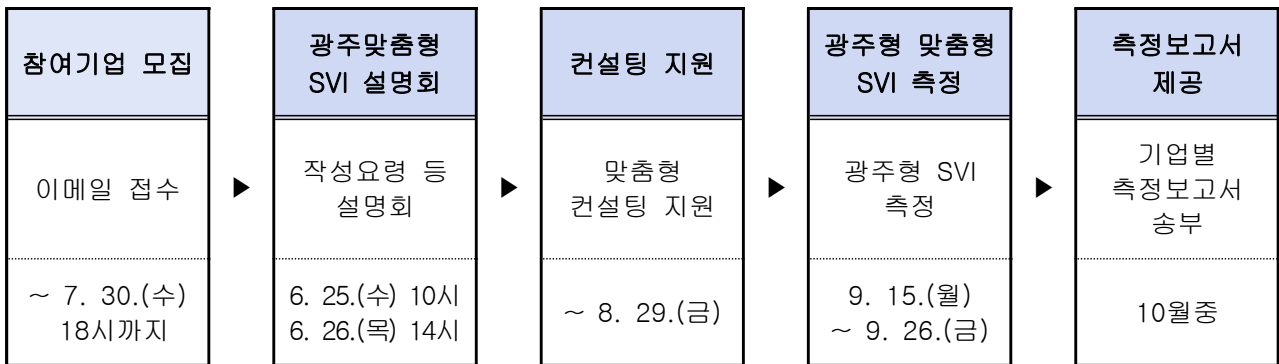 참여기업 모집
이메일 접수
~ 7. 30.(수)
18시까지
▶
광주맞춤형
SVI 설명회
작성요령 등
설명회
6. 25.(수) 10시
6. 26.(목) 14시
▶
컨설팅 지원
맞춤형
컨설팅 지원
~ 8. 29.(금)
▶
광주형 맞춤형
SVI 측정
광주형 SVI
측정
9. 15.(월)
~ 9. 26.(금)
▶
측정보고서
제공
기업별
측정보고서
송부
10월중